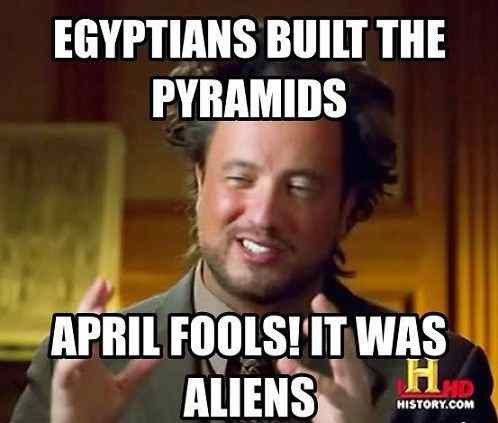 EGYPTIANS BUILT THE
PYRAMIDS
APRIL FOOLS! IT WAS
ALIENS
H HD
HISTORY.COM